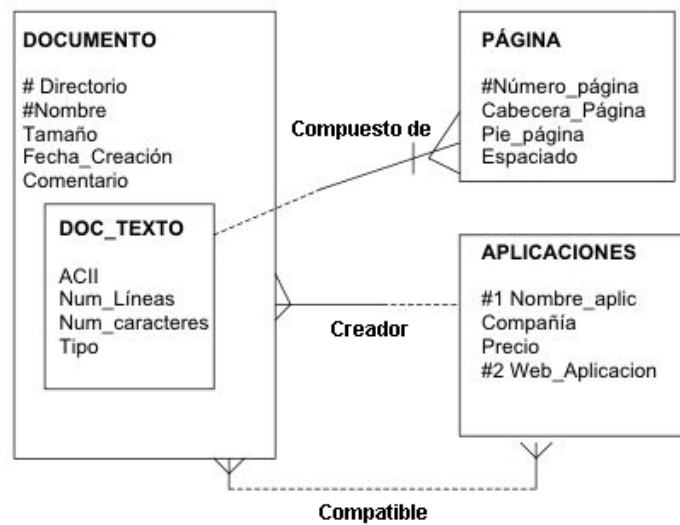 DOCUMENTO
# Directorio
#Nombre
Tamaño
Fecha_Creación
Comentario
DOC_TEXTO
ACII
Num_Líneas
Num_caracteres
Tipo
Compuesto de
PÁGINA
#Número_página
Cabecera_Página
Pie_página
Espaciado
Creador
APLICACIONES
#1 Nombre_aplic
Compañía
Precio
#2 Web_Aplicacion
Compatible